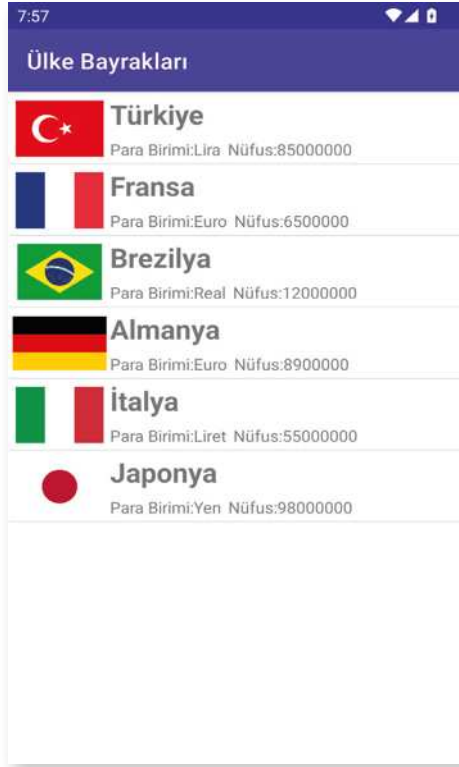 7:57
Ülke Bayrakları
Türkiye
Para Birimi:Lira Nüfus:85000000
Fransa
Para Birimi:Euro Nüfus:6500000
Brezilya
Para Birimi:Real Nüfus:12000000
Almanya
Para Birimi:Euro Nüfus:8900000
İtalya
Para Birimi:Liret Nüfus:55000000
Japonya
Para Birimi:Yen Nüfus:98000000